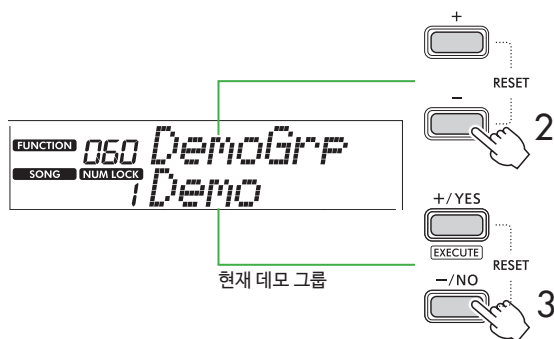 +
RESET
-
2
FUNCTION 060 DemoGrp
SONG NUM LOCK 1 Demo
+/YES
EXECUTE
RESET
현재 데모 그룹
-/NO
3